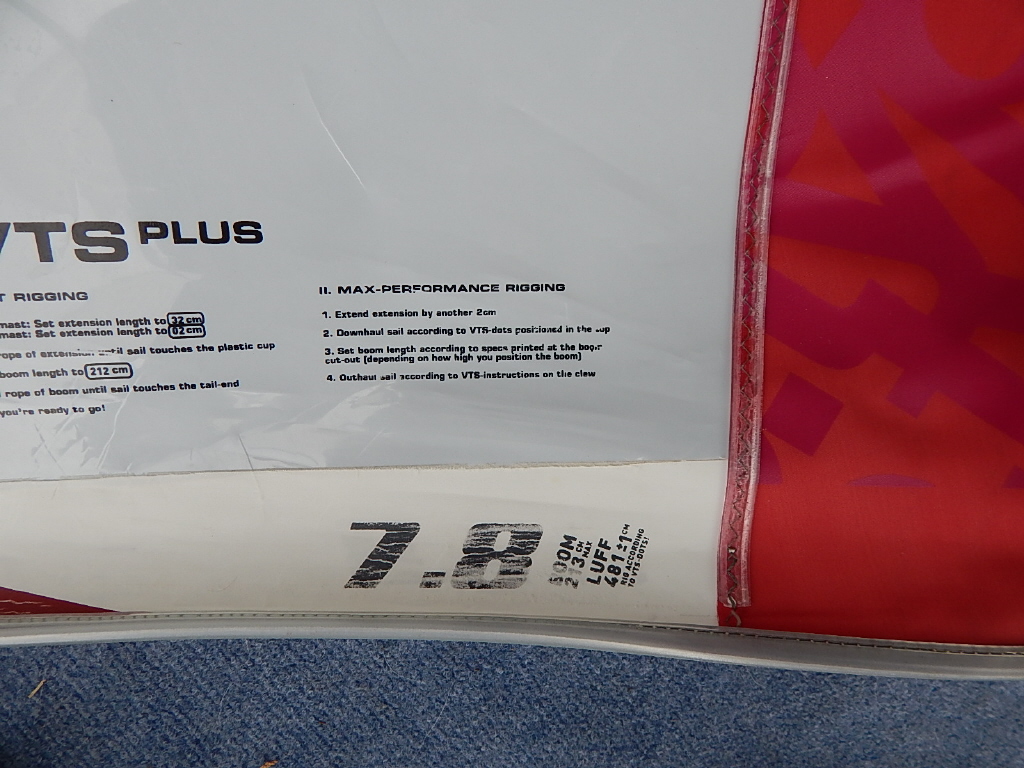 VTS PLUS
T RIGGING
mast: Set extension length to 32 cm
mast: Set extension length to 02 cm
rope of extension until sail touches the plastic cup
boom length to 212 cm
rope of boom until sail touches the tail-end
you're ready to go!
II. MAX-PERFORMANCE RIGGING
1. Extend extension by another 2cm
2. Downhaul sail according to VTS-dots positioned in the top
3. Set boom length according to specs printed at the boom
cut-out (depending on how high you position the boom)
4. Outhaul sail according to VTS-instructions on the clew
7.8
BOOM
213 CM MAX
LUFF
481 ±1 CM
RIG ACCORDING
TO VTS-DOTS!